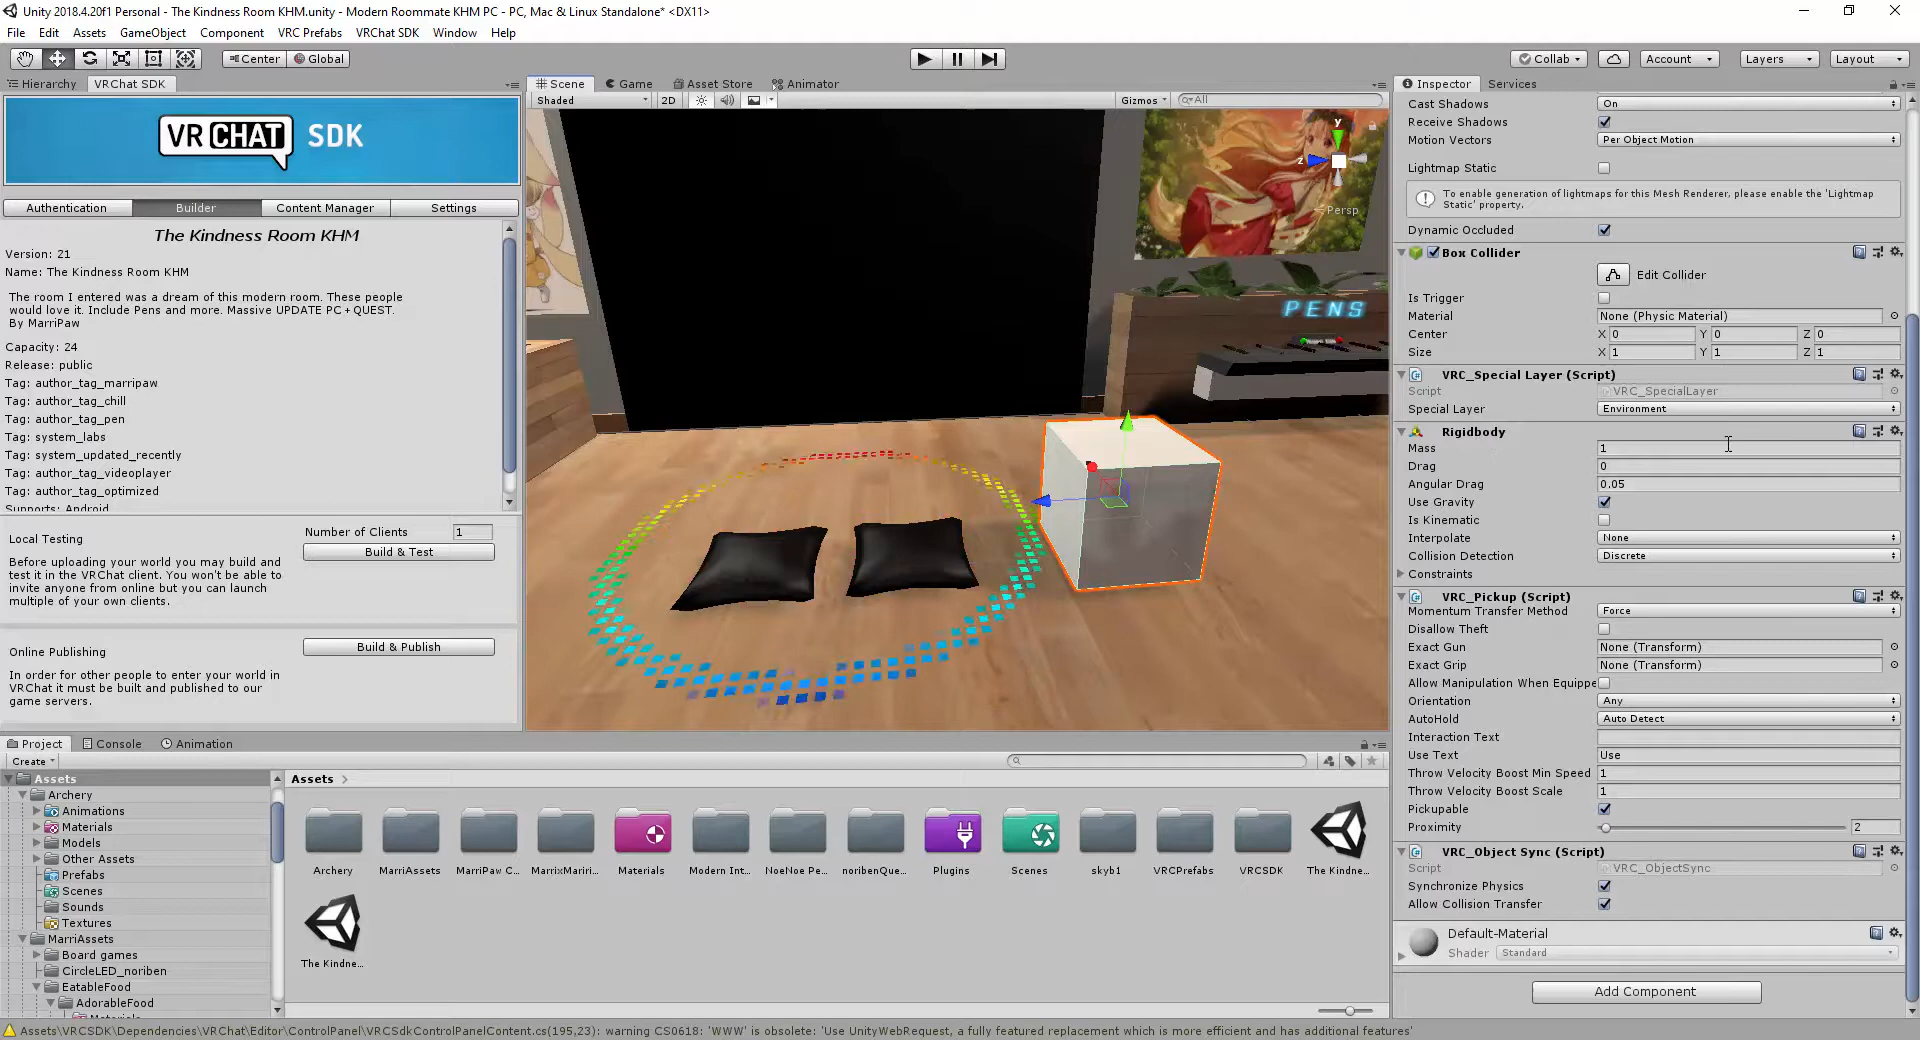 Unity 2018.4.20f1 Personal - The Kindness Room KHM.unity - Modern Roommate KHM PC - PC, Mac & Linux Standalone* <DX11>
File Edit Assets GameObject Component VRC Prefabs VRChat SDK Window Help
Center Global Collab Account Layers Layout
Hierarchy VRChat SDK
VRCHAT SDK
Authentication Builder Content Manager Settings
The Kindness Room KHM
Version: 21
Name: The Kindness Room KHM
The room I entered was a dream of this modern room. These people
would love it. Include Pens and more. Massive UPDATE PC + QUEST.
By MarriPaw
Capacity: 24
Release: public
Tag: author_tag_marripaw
Tag: author_tag_chill
Tag: author_tag_pen
Tag: system_labs
Tag: system_updated_recently
Tag: author_tag_videoplayer
Tag: author_tag_optimized
Supports: Android
Local Testing
Before uploading your world you may build and
test it in the VRChat client. You won't be able to
invite anyone from online but you can launch
multiple of your own clients.
Number of Clients 1
Build & Test
Online Publishing
In order for other people to enter your world in
VRChat it must be built and published to our
game servers.
Build & Publish
Scene Game Asset Store Animator
Shaded 2D Gizmos All
y
z
Persp
PENS
Inspector Services
Cast Shadows On
Receive Shadows
Motion Vectors Per Object Motion
Lightmap Static
To enable generation of lightmaps for this Mesh Renderer, please enable the 'Lightmap
Static' property.
Dynamic Occluded
Box Collider
Edit Collider
Is Trigger
Material None (Physic Material)
Center X 0 Y 0 Z 0
Size X 1 Y 1 Z 1
VRC_Special Layer (Script)
Script VRC_SpecialLayer
Special Layer Environment
Rigidbody
Mass 1
Drag 0
Angular Drag 0.05
Use Gravity
Is Kinematic
Interpolate None
Collision Detection Discrete
Constraints
VRC_Pickup (Script)
Momentum Transfer Method Force
Disallow Theft
Exact Gun None (Transform)
Exact Grip None (Transform)
Allow Manipulation When Equippe
Orientation Any
AutoHold Auto Detect
Interaction Text
Use Text Use
Throw Velocity Boost Min Speed 1
Throw Velocity Boost Scale 1
Pickupable
Proximity 2
VRC_Object Sync (Script)
Script VRC_ObjectSync
Synchronize Physics
Allow Collision Transfer
Default-Material
Shader Standard
Add Component
Project Console Animation
Create
Assets
Archery
Animations
Materials
Models
Other Assets
Prefabs
Scenes
Sounds
Textures
MarriAssets
Board games
CircleLED_noriben
EatableFood
AdorableFood
Assets
Archery MarriAssets MarriPaw C... MarrixMariri... Materials Modern Int... NoeNoe Pe... noribenQue... Plugins Scenes skyb1 VRCPrefabs VRCSDK The Kindne...
The Kindne...
Assets\VRCSDK\Dependencies\VRChat\Editor\ControlPanel\VRCSdkControlPanelContent.cs(195,23): warning CS0618: 'WWW' is obsolete: 'Use UnityWebRequest, a fully featured replacement which is more efficient and has additional features'